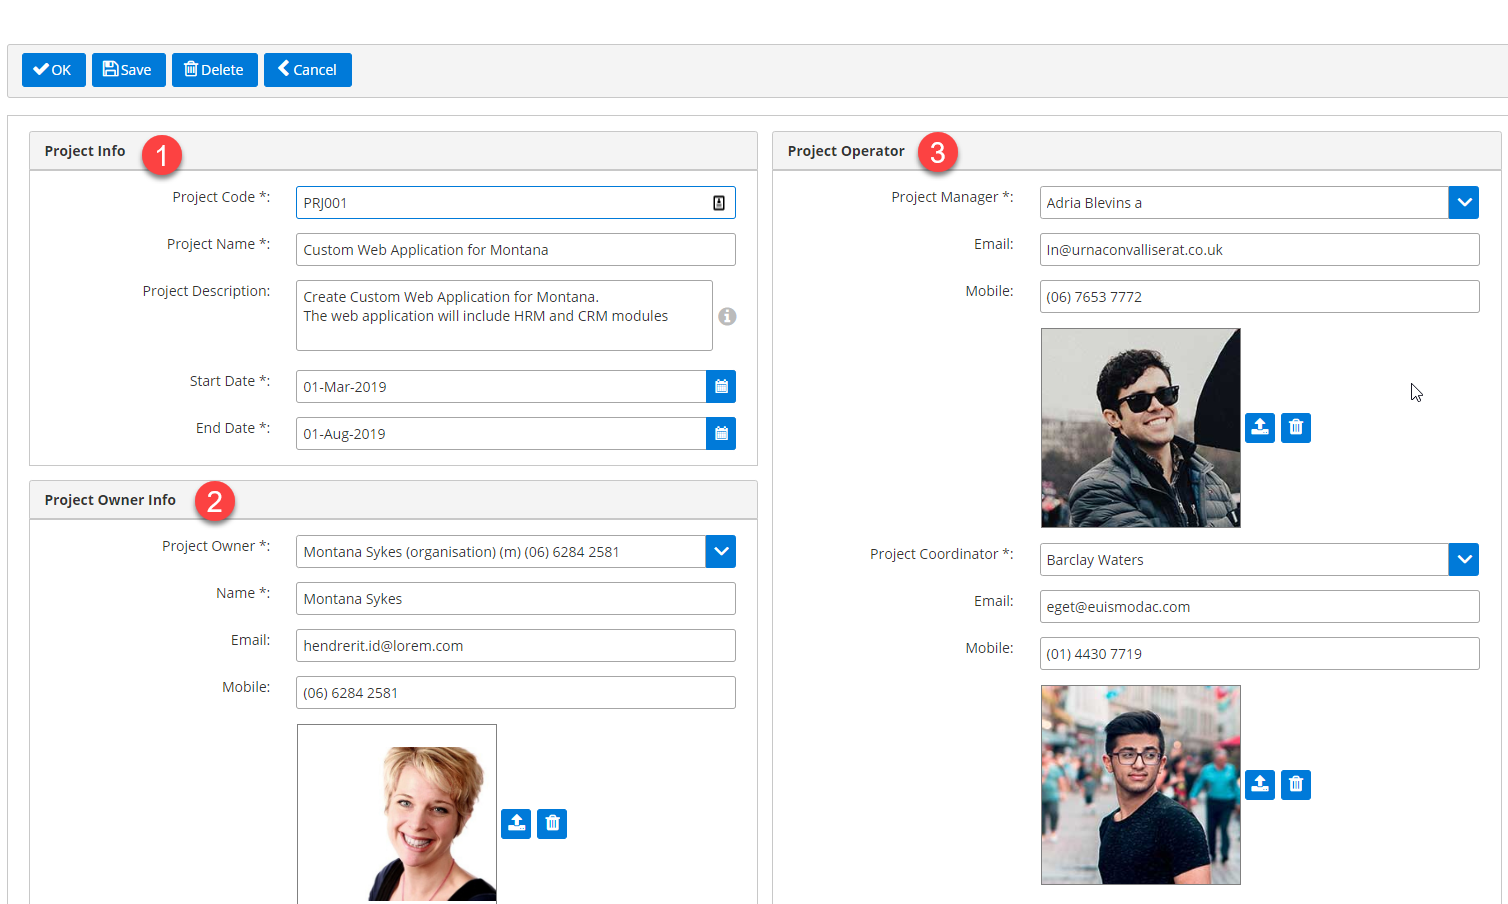 OK Save Delete Cancel
Project Info 1
Project Code *: PRJ001
Project Name *: Custom Web Application for Montana
Project Description: Create Custom Web Application for Montana.
The web application will include HRM and CRM modules
Start Date *: 01-Mar-2019
End Date *: 01-Aug-2019
Project Owner Info 2
Project Owner *: Montana Sykes (organisation) (m) (06) 6284 2581
Name *: Montana Sykes
Email: hendrerit.id@lorem.com
Mobile: (06) 6284 2581
Project Operator 3
Project Manager *: Adria Blevins a
Email: In@urnaconvalliserat.co.uk
Mobile: (06) 7653 7772
Project Coordinator *: Barclay Waters
Email: eget@euismodac.com
Mobile: (01) 4430 7719